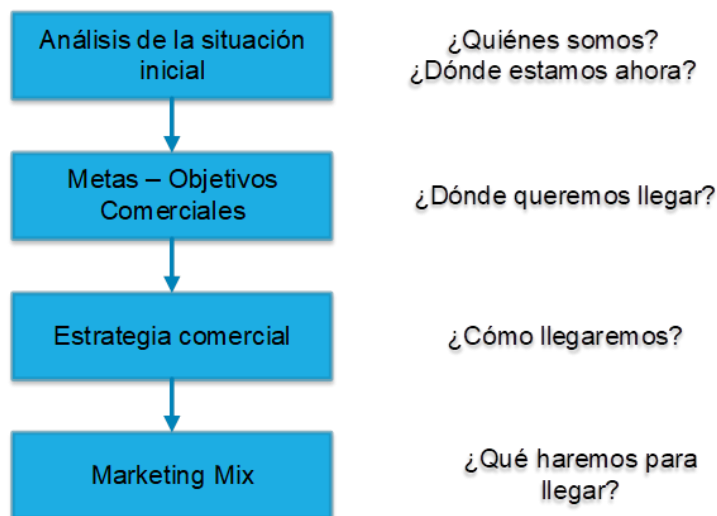 Análisis de la situación
inicial
¿Quiénes somos?
¿Dónde estamos ahora?
Metas – Objetivos
Comerciales
¿Dónde queremos llegar?
Estrategia comercial
¿Cómo llegaremos?
Marketing Mix
¿Qué haremos para
llegar?